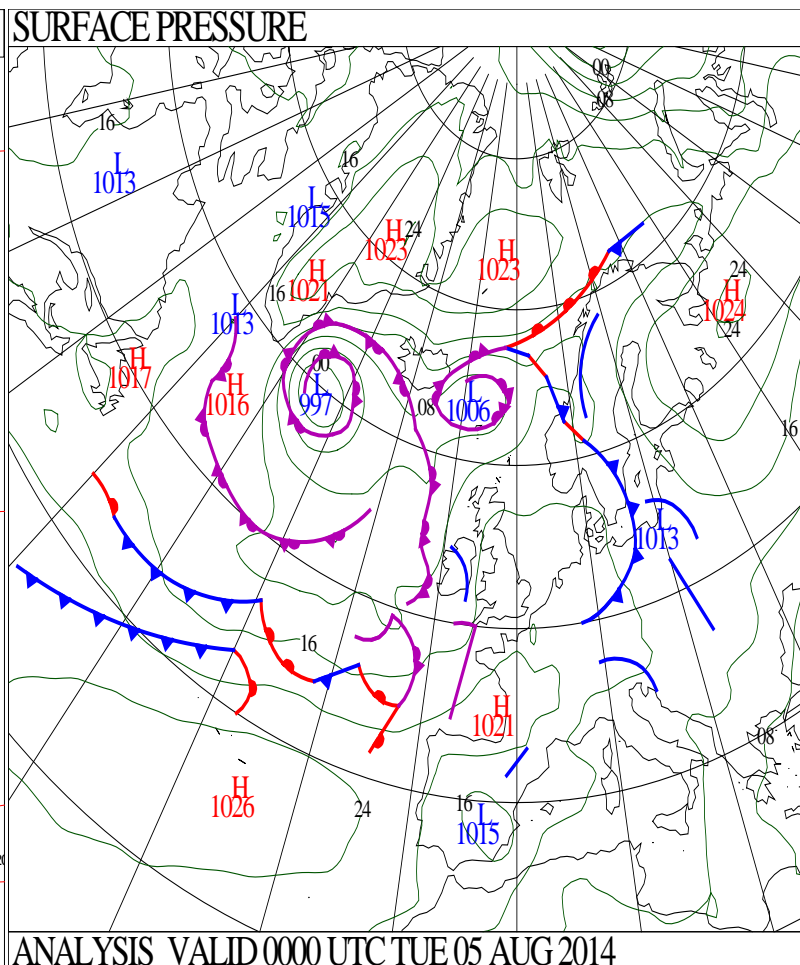 SURFACE PRESSURE
00
08
16
16
L
1013
L
1015
H
1023
24
H
1023
H
1021
16
24
H
1024
24
L
1013
H
1017
00
H
1016
L
997
L
1006
08
16
L
1013
16
H
1021
08
H
1026
24
16
L
1015
ANALYSIS VALID 0000 UTC TUE 05 AUG 2014